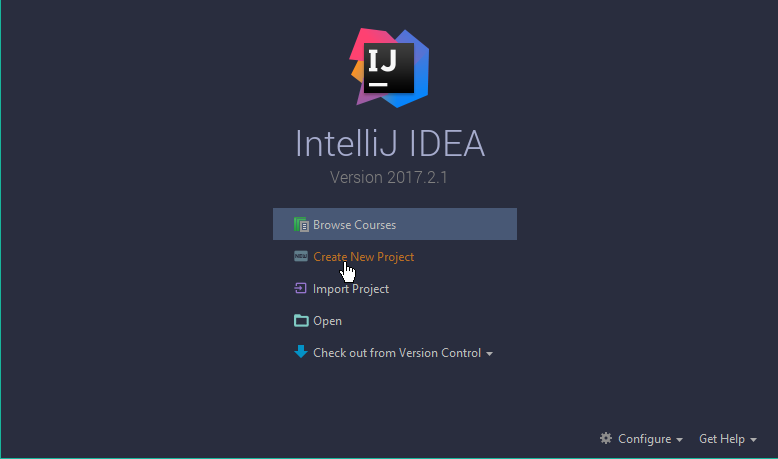 IJ
IntelliJ IDEA
Version 2017.2.1
Browse Courses
NEW Create New Project
Import Project
Open
Check out from Version Control
Configure Get Help